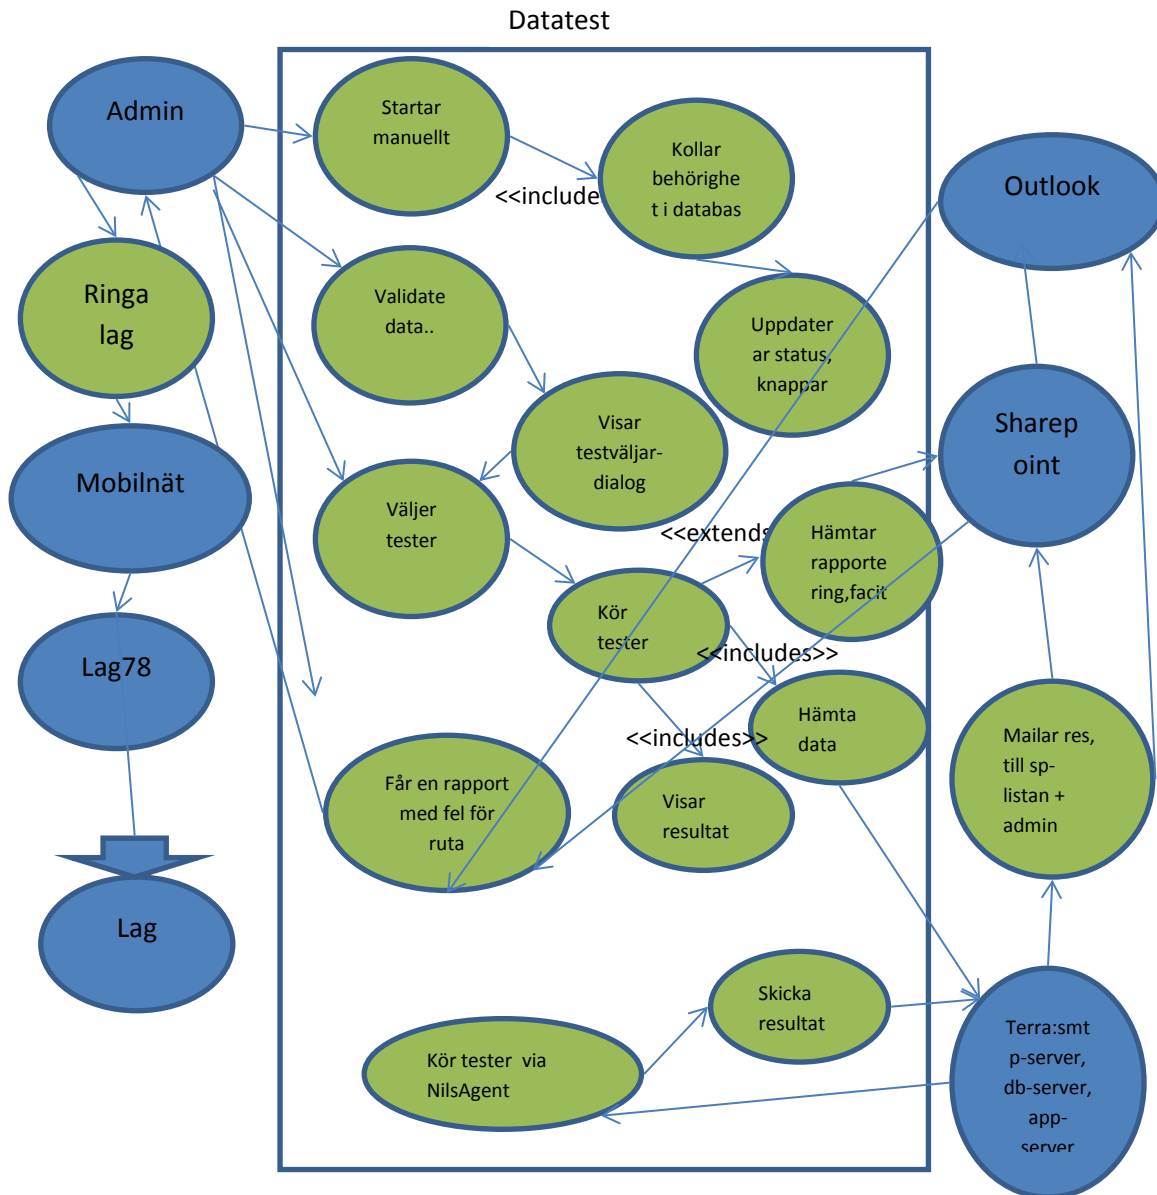 Datatest
Admin
Startar
manuellt
Kollar
behörighe
t i databas
<<include
Outlook
Ringa
lag
Validate
data..
Uppdater
ar status,
knappar
Visar
testväljar-
dialog
Sharep
oint
Mobilnät
Väljer
tester
<<extends
Hämtar
rapporte
ring,facit
Kör
tester
<<includes>>
Lag78
Hämta
data
<<includes>>
Mailar res,
till sp-
listan +
admin
Får en rapport
med fel för
ruta
Visar
resultat
Lag
Skicka
resultat
Kör tester  via
NilsAgent
Terra:smt
p-server,
db-server,
app-
server